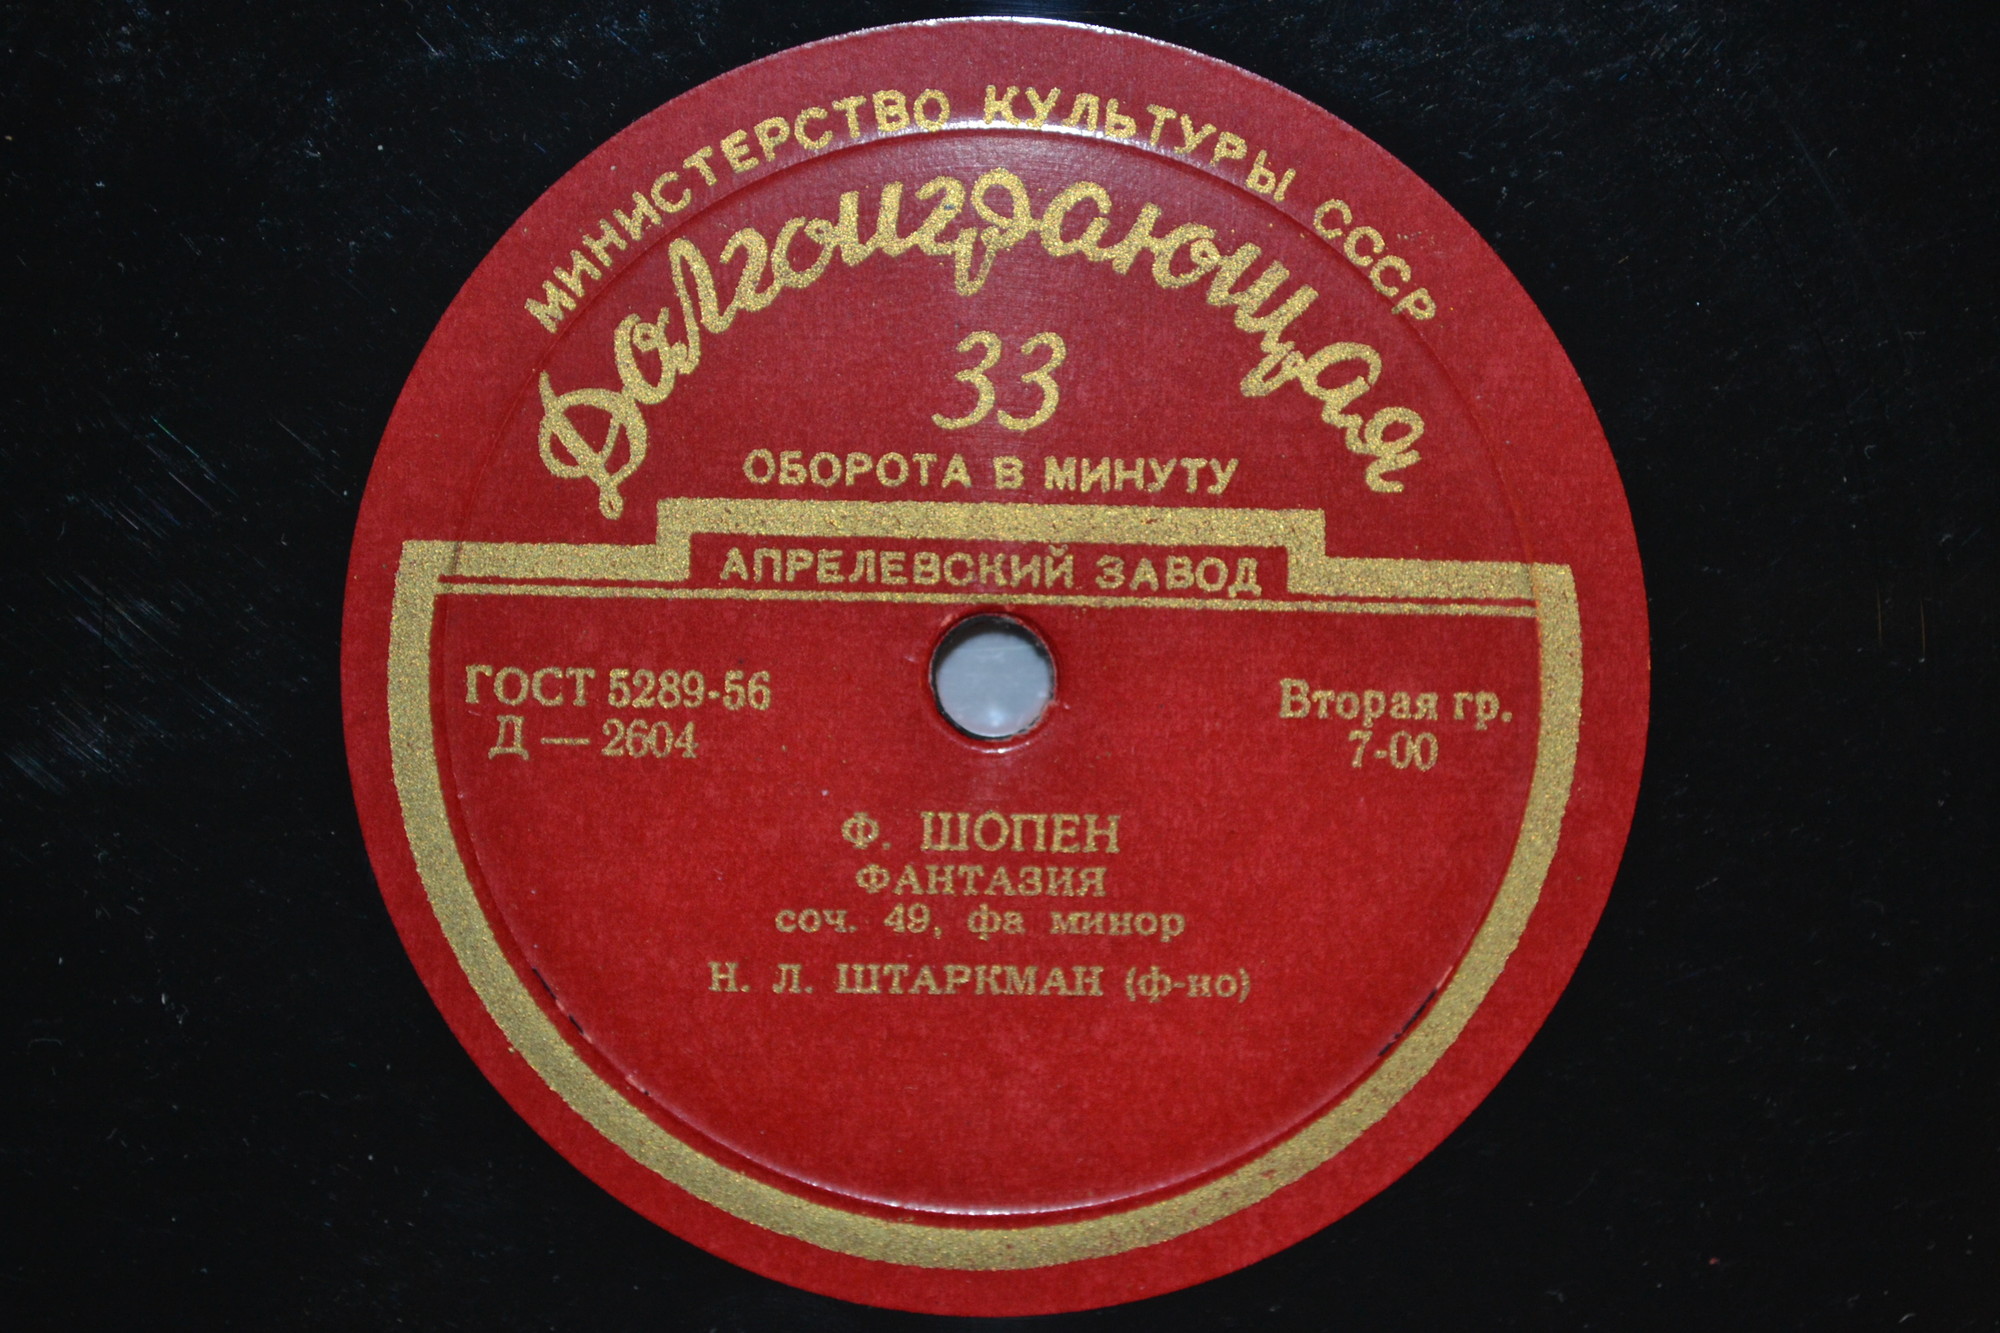 МИНИСТЕРСТВО КУЛЬТУРЫ СССР
Долгоиграющая
33
ОБОРОТА В МИНУТУ
АПРЕЛЕВСКИЙ ЗАВОД
ГОСТ 5289-56
Д — 2604
Вторая гр.
7-00
Ф. ШОПЕН
ФАНТАЗИЯ
соч. 49, фа минор
Н. Л. ШТАРКМАН (ф-но)